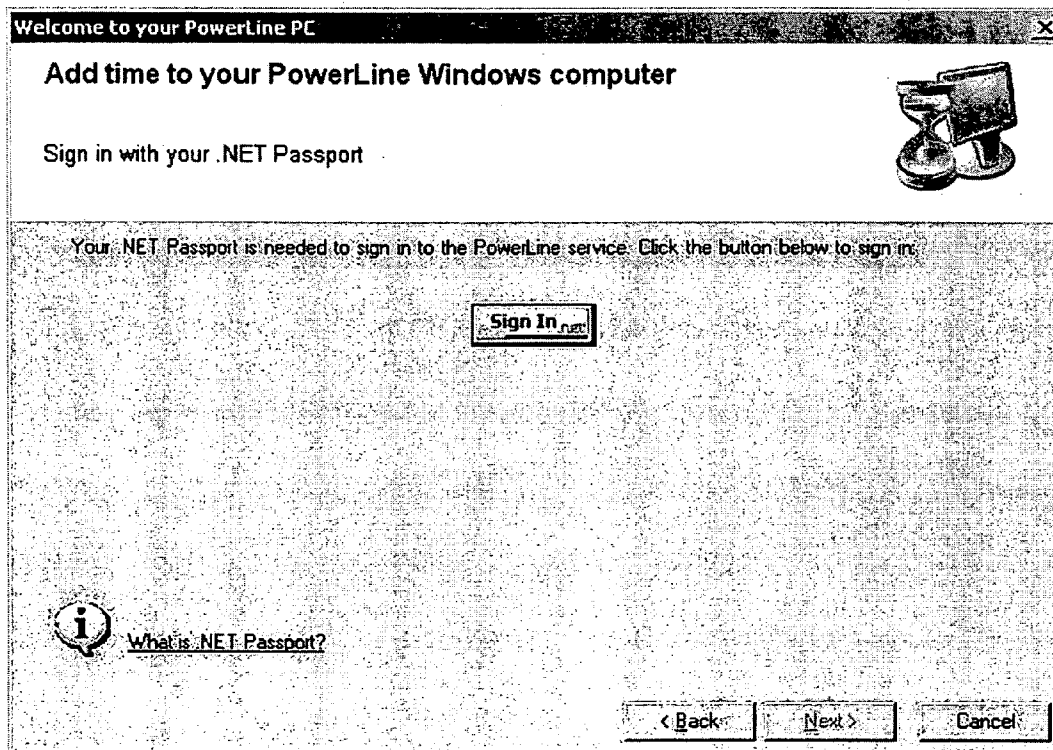 Welcome to your PowerLine PC
Add time to your PowerLine Windows computer
Sign in with your .NET Passport
Your .NET Passport is needed to sign in to the PowerLine service. Click the button below to sign in:
Sign In .net
What is .NET Passport?
< Back
Next >
Cancel